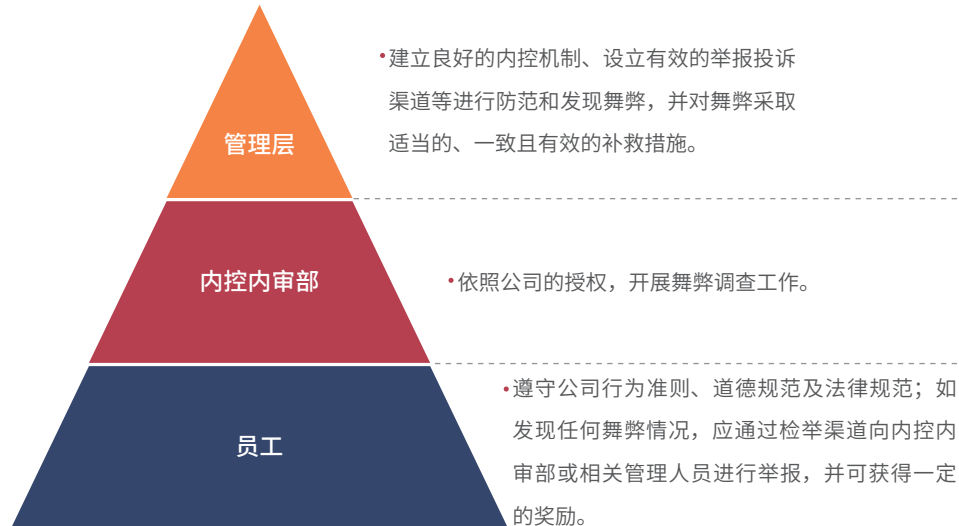 管理层
•建立良好的内控机制、设立有效的举报投诉
渠道等进行防范和发现舞弊，并对舞弊采取
适当的、一致且有效的补救措施。
内控内审部
•依照公司的授权，开展舞弊调查工作。
员工
•遵守公司行为准则、道德规范及法律规范；如
发现任何舞弊情况，应通过检举渠道向内控内
审部或相关管理人员进行举报，并可获得一定
的奖励。